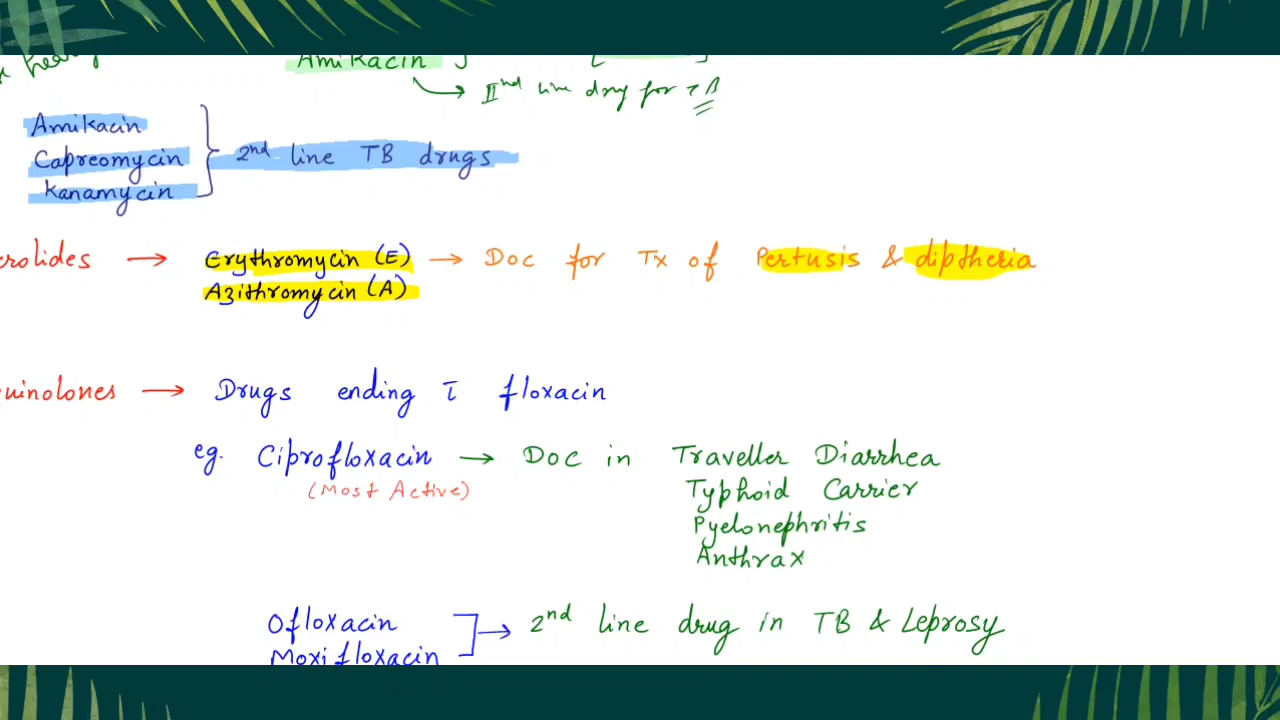 Amikacin
IInd line drug for TB
Amikacin
Capreomycin
Kanamycin
2nd line TB drugs
rolides → Erythromycin (E) → Doc for Tx of Pertusis & diptheria
Azithromycin (A)
uinolones → Drugs ending c̄ floxacin
eg. Ciprofloxacin → Doc in Traveller Diarrhea
(Most Active)
Typhoid Carrier
Pyelonephritis
Anthrax
Ofloxacin
Moxifloxacin
→ 2nd line drug in TB & Leprosy